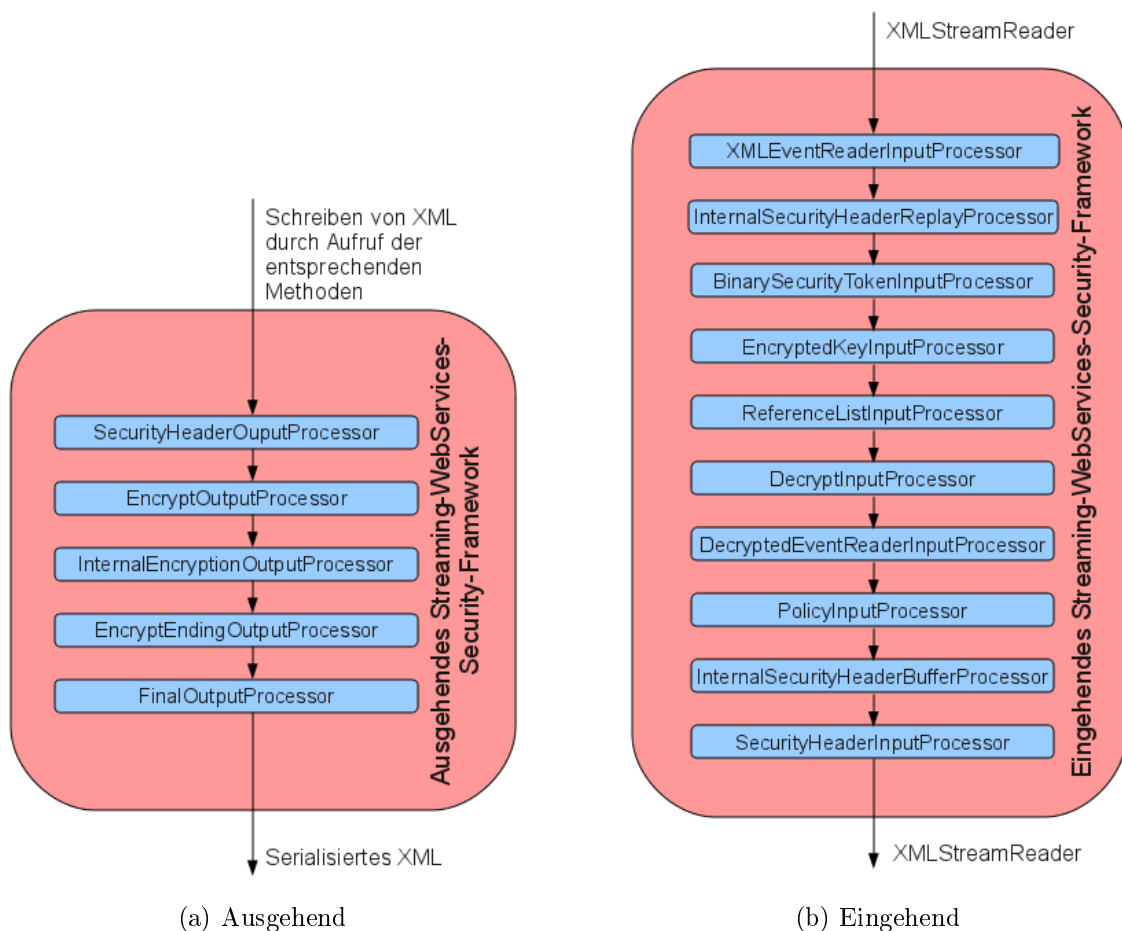 Schreiben von XML
durch Aufruf der
entsprechenden
Methoden
SecurityHeaderOuputProcessor
EncryptOutputProcessor
InternalEncryptionOutputProcessor
EncryptEndingOutputProcessor
FinalOutputProcessor
Ausgehendes Streaming-WebServices-
Security-Framework
Serialisiertes XML
(a) Ausgehend
XMLStreamReader
XMLEventReaderInputProcessor
InternalSecurityHeaderReplayProcessor
BinarySecurityTokenInputProcessor
EncryptedKeyInputProcessor
ReferenceListInputProcessor
DecryptInputProcessor
DecryptedEventReaderInputProcessor
PolicyInputProcessor
InternalSecurityHeaderBufferProcessor
SecurityHeaderInputProcessor
Eingehendes Streaming-WebServices-Security-Framework
XMLStreamReader
(b) Eingehend